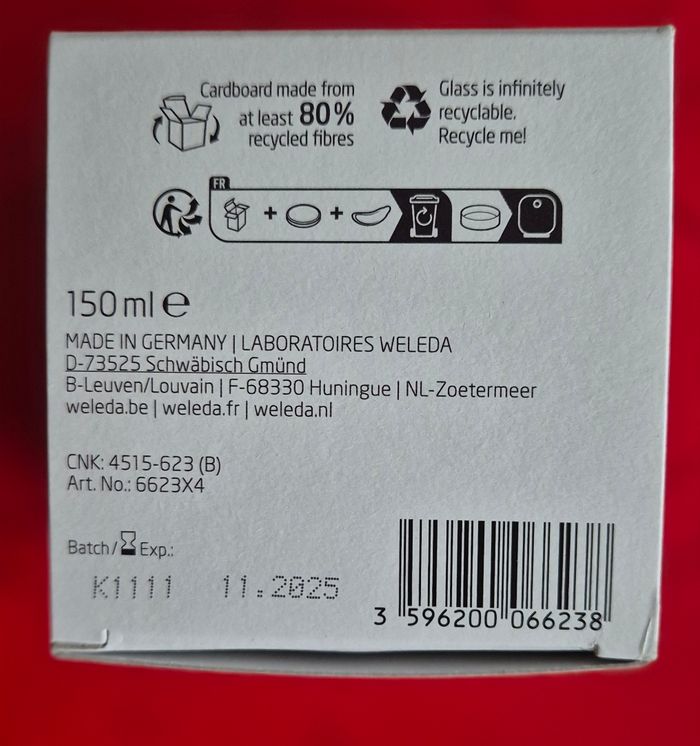 Cardboard made from
at least 80%
recycled fibres
Glass is infinitely
recyclable.
Recycle me!
FR
150 ml ℮
MADE IN GERMANY | LABORATOIRES WELEDA
D-73525 Schwäbisch Gmünd
B-Leuven/Louvain | F-68330 Huningue | NL-Zoetermeer
weleda.be | weleda.fr | weleda.nl
CNK: 4515-623 (B)
Art. No.: 6623X4
Batch/ Exp.:
K1111 11.2025
3 596200 066238